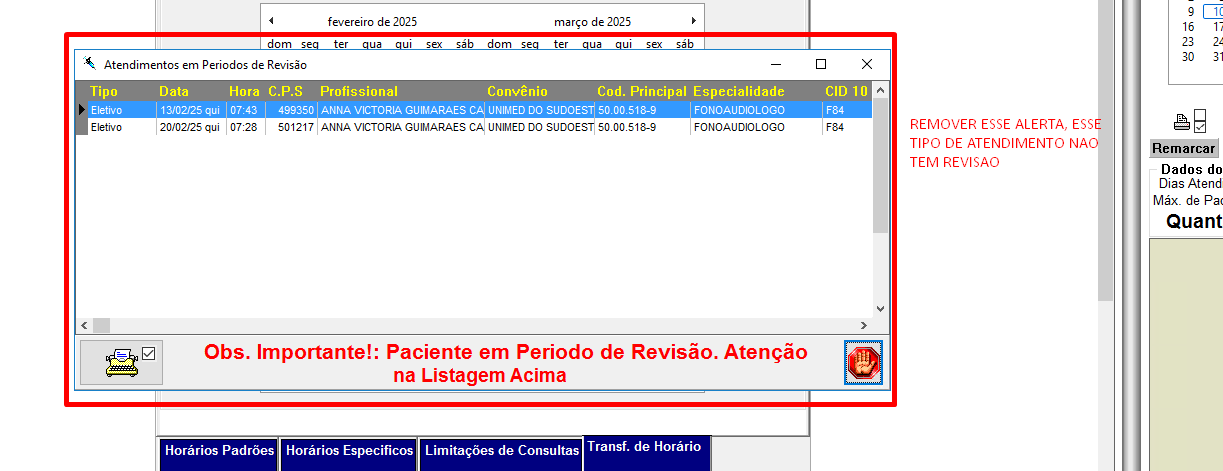 fevereiro de 2025 março de 2025
dom seg ter qua qui sex sáb dom seg ter qua qui sex sáb
Atendimentos em Periodos de Revisão
Tipo Data Hora C.P.S Profissional Convênio Cod. Principal Especialidade CID 10
Eletivo 13/02/25 qui 07:43 499350 ANNA VICTORIA GUIMARAES CA UNIMED DO SUDOEST 50.00.518-9 FONOAUDIOLOGO F84
Eletivo 20/02/25 qui 07:28 501217 ANNA VICTORIA GUIMARAES CA UNIMED DO SUDOEST 50.00.518-9 FONOAUDIOLOGO F84
Obs. Importante!: Paciente em Periodo de Revisão. Atenção
na Listagem Acima
Horários Padrões Horários Especificos Limitações de Consultas Transf. de Horário
REMOVER ESSE ALERTA, ESSE
TIPO DE ATENDIMENTO NAO
TEM REVISAO
9 10
16 17
23 24
30 31
Remarcar
Dados do
Dias Atend
Máx. de Pac
Quant